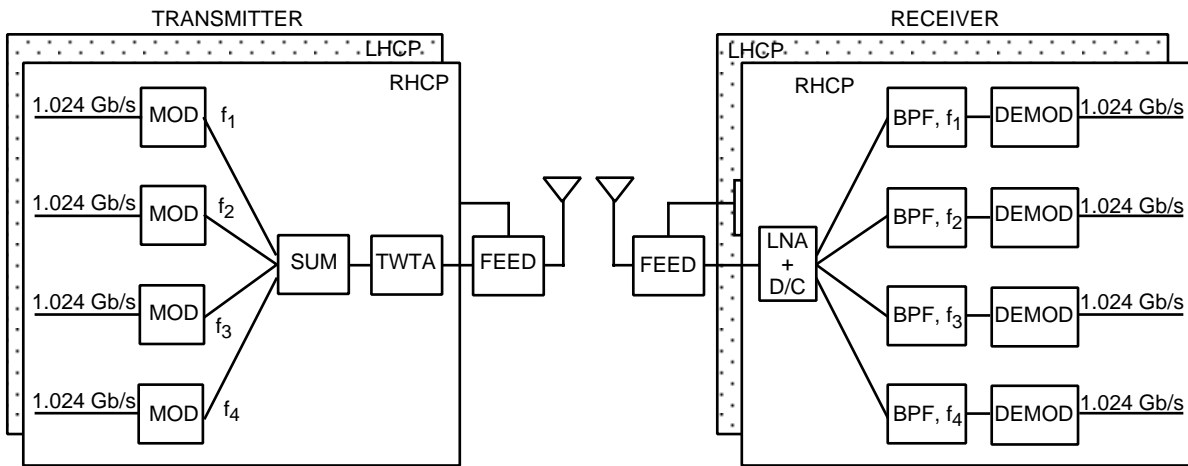 TRANSMITTER
RECEIVER
LHCP
LHCP
RHCP
RHCP
1.024 Gb/s
MOD
f1
BPF, f1
DEMOD
1.024 Gb/s
1.024 Gb/s
MOD
f2
BPF, f2
DEMOD
1.024 Gb/s
SUM
TWTA
FEED
FEED
LNA
+
D/C
1.024 Gb/s
MOD
f3
BPF, f3
DEMOD
1.024 Gb/s
1.024 Gb/s
MOD
f4
BPF, f4
DEMOD
1.024 Gb/s